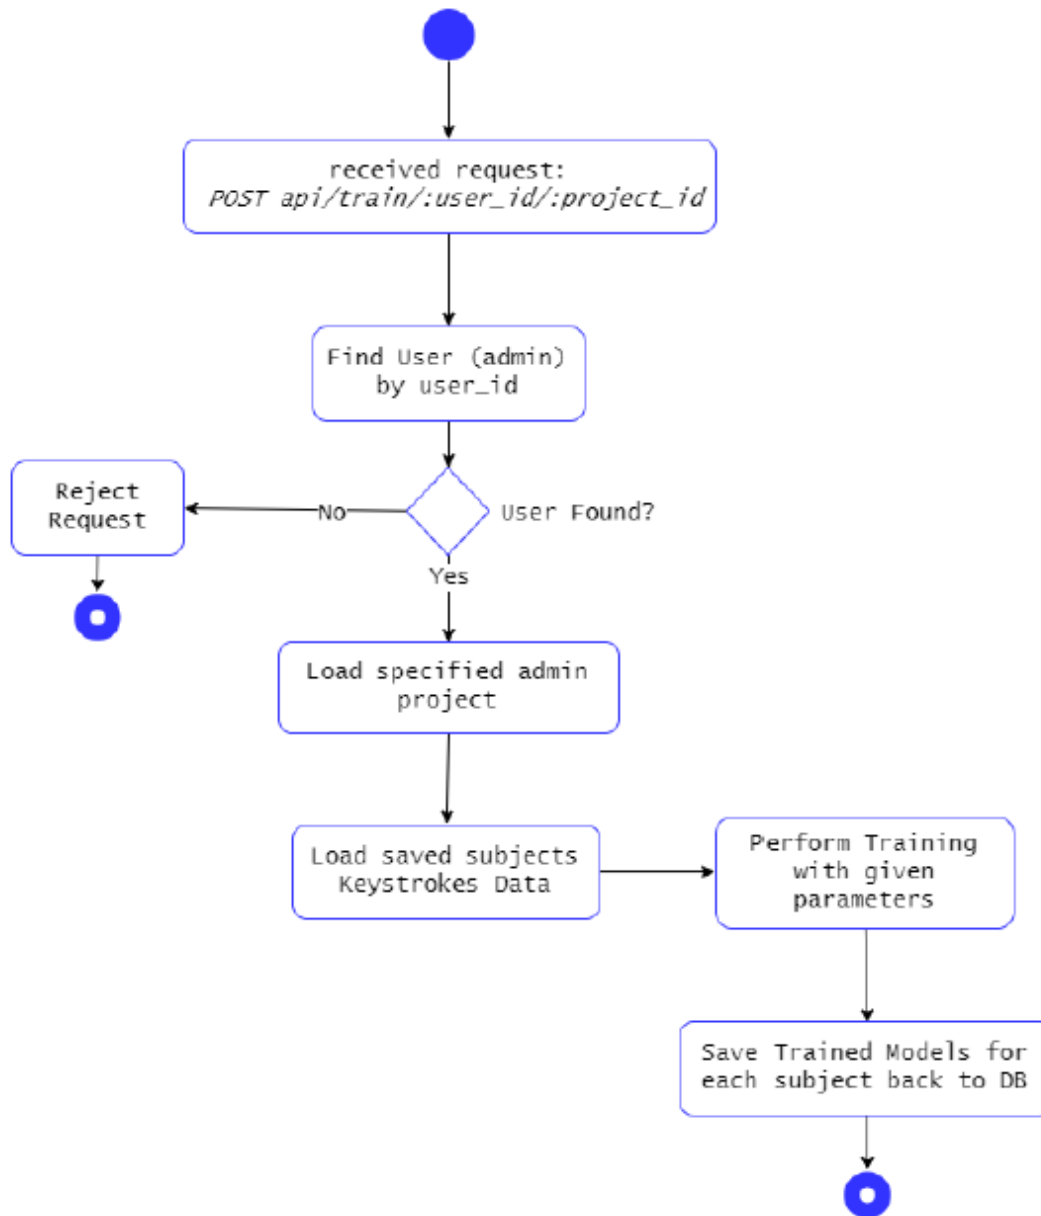 received request:
POST api/train/:user_id/:project_id
Find User (admin)
by user_id
Reject
Request
No
User Found?
Yes
Load specified admin
project
Load saved subjects
Keystrokes Data
Perform Training
with given
parameters
Save Trained Models for
each subject back to DB